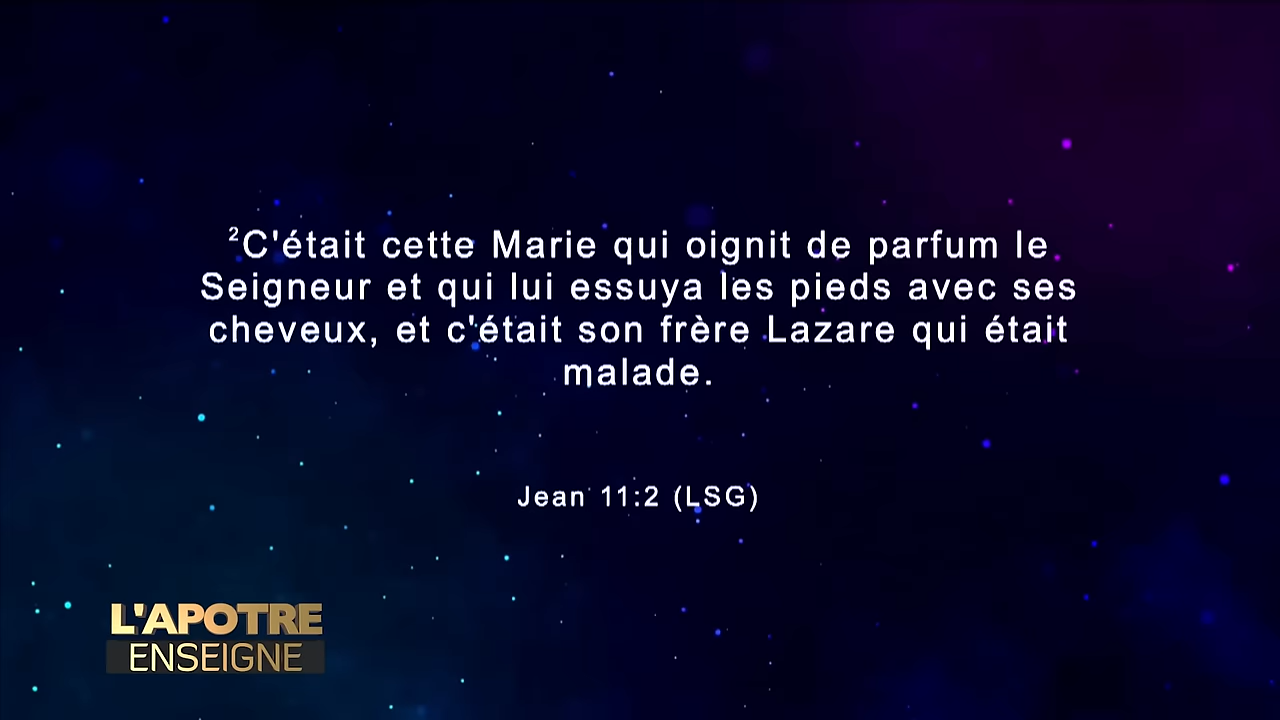 ²C'était cette Marie qui oignit de parfum le
Seigneur et qui lui essuya les pieds avec ses
cheveux, et c'était son frère Lazare qui était
malade.
Jean 11:2 (LSG)
L'APOTRE
ENSEIGNE